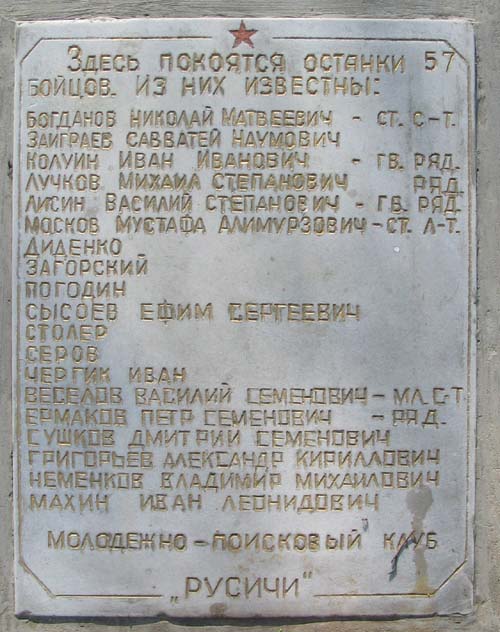 Здесь покоятся останки 57
бойцов. Из них известны:
Богданов Николай Матвеевич - ст. с-т.
Заиграев Савватей Наумович
Колуин Иван Иванович - гв. ряд.
Лучков Михаил Степанович ряд.
Лисин Василий Степанович - гв. ряд.
Москов Мустафа Алимурзович - ст. л-т.
Диденко
Загорский
Погодин
Сысоев Ефим Сергеевич
Столер
Серов
Чергик Иван
Веселов Василий Семенович - мл. с-т
Ермаков Петр Семенович - ряд.
Сушков Дмитрии Семенович
Григорьев Александр Кириллович
Неменков Владимир Михайлович
Махин Иван Леонидович
Молодежно - поисковый клуб
„Русичи"